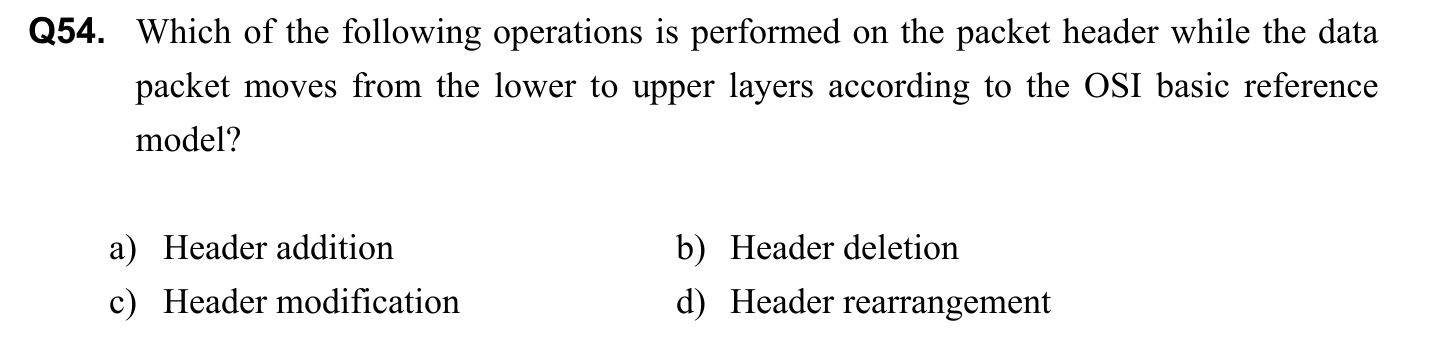 Q54. Which of the following operations is performed on the packet header while the data
packet moves from the lower to upper layers according to the OSI basic reference
model?
a) Header addition b) Header deletion
c) Header modification d) Header rearrangement